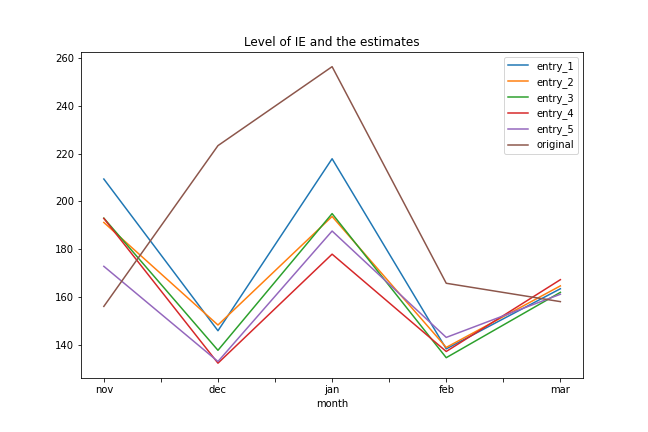 Level of IE and the estimates
260
240
220
200
180
160
140
nov
dec
jan
feb
mar
month
entry_1
entry_2
entry_3
entry_4
entry_5
original